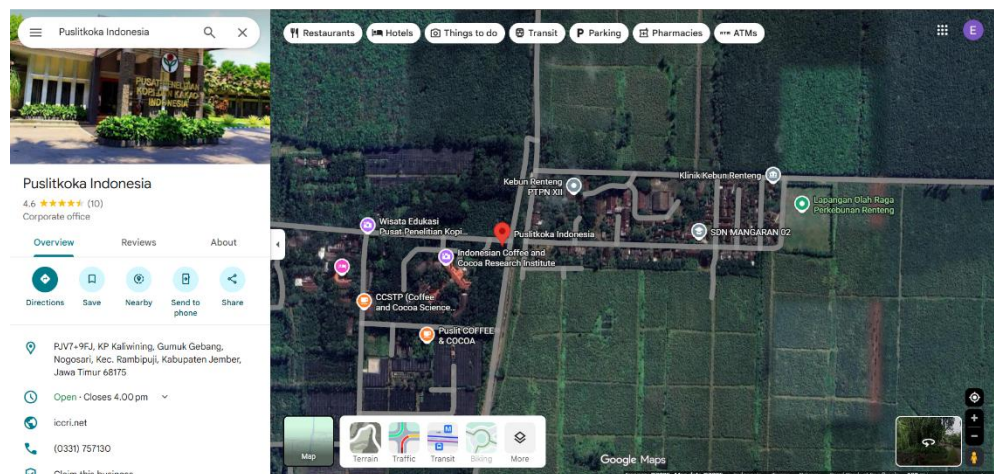 Puslitkoka Indonesia
PUSAT PENELITIAN
KOPI DAN KAKAO
INDONESIA
Puslitkoka Indonesia
4.6 ★★★★★ (10)
Corporate office
Overview Reviews About
Directions Save Nearby Send to phone Share
PJV7+9FJ, KP Kaliwining, Gumuk Gebang,
Nogosari, Kec. Rambipuji, Kabupaten Jember,
Jawa Timur 68175
Open · Closes 4.00 pm
iccri.net
(0331) 757130
Claim this business
Restaurants Hotels Things to do Transit P Parking Pharmacies ATM ATMs
E
Klinik Kebun Renteng
Kebun Renteng
PTPN XII
Lapangan Olah Raga
Perkebunan Renteng
Wisata Edukasi
Pusat Penelitian Kopi...
Puslitkoka Indonesia
SDN MANGARAN 02
Indonesian Coffee and
Cocoa Research Institute
CCSTP (Coffee
and Cocoa Science...
Puslit COFFEE
& COCOA
Map
Terrain Traffic Transit Biking More
Google Maps